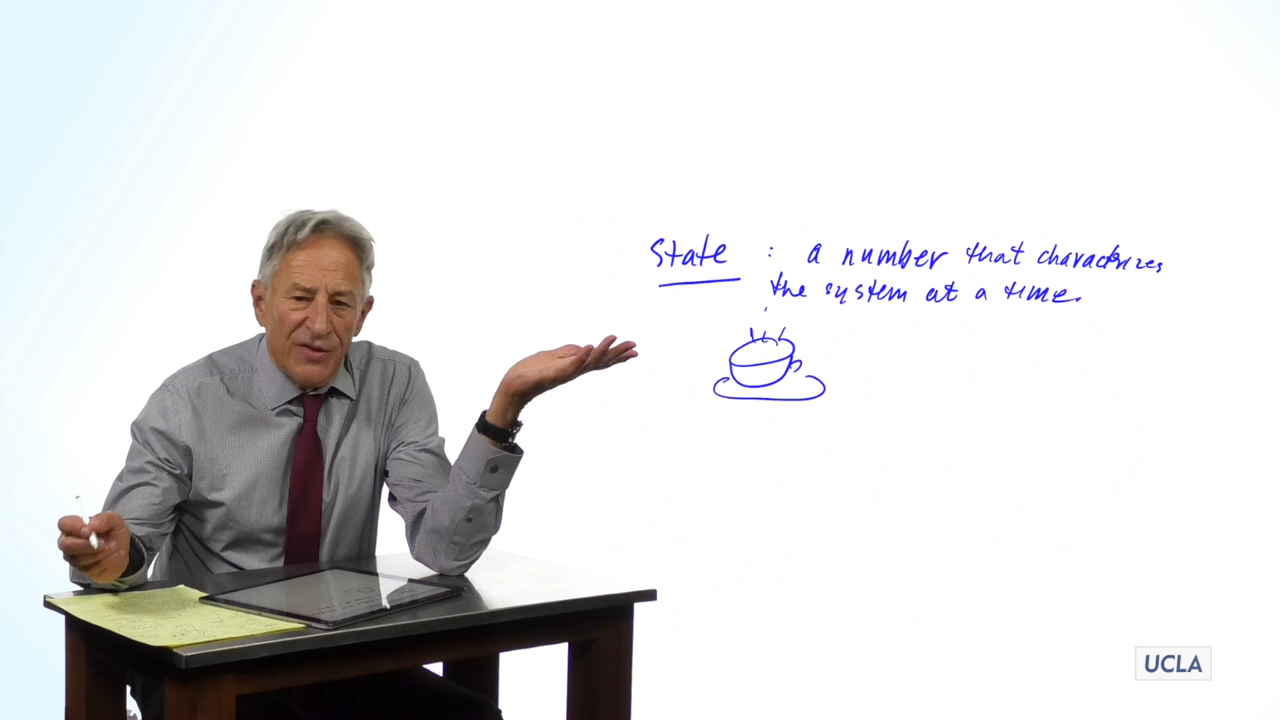 State : a number that characterizes
the system at a time.
UCLA